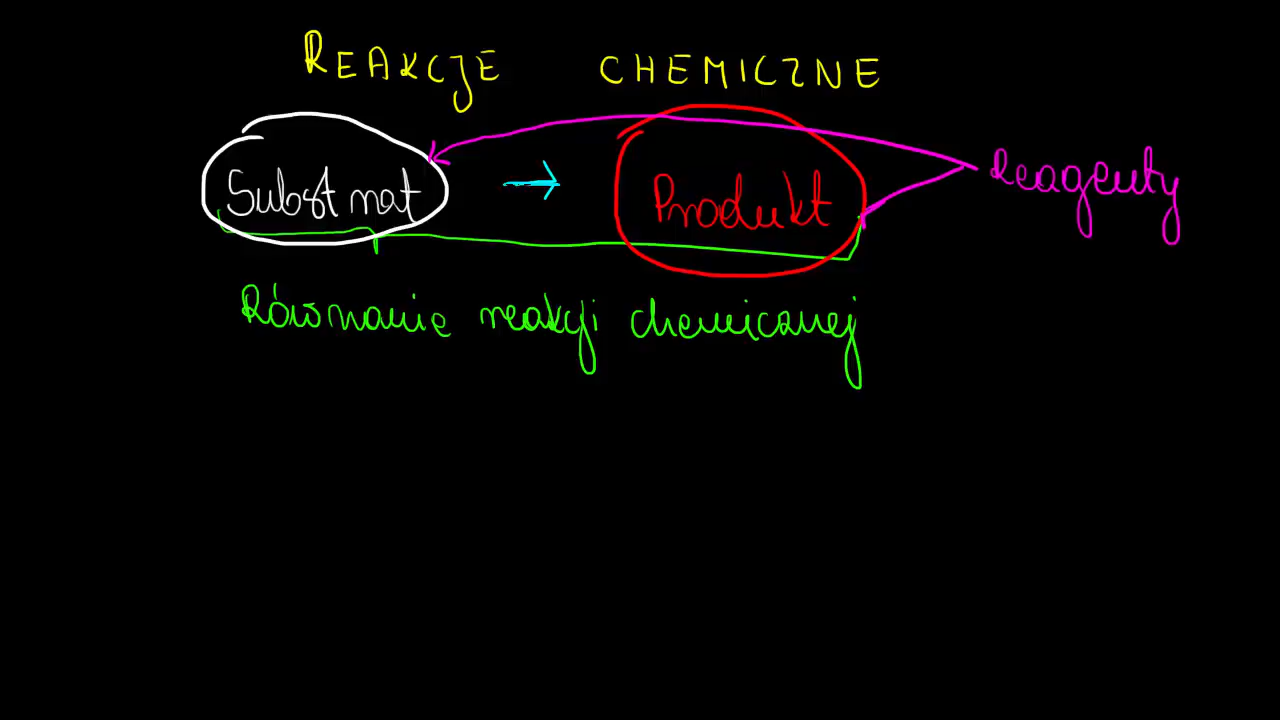 REAKCJE CHEMICZNE
Substrat → Produkt
Reagenty
Równanie reakcji chemicznej